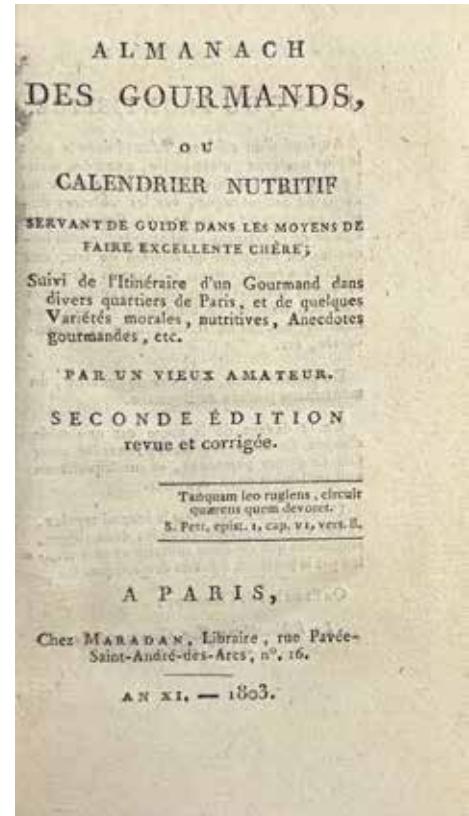 ALMANACH
DES GOURMANDS,
OU
CALENDRIER NUTRITIF
SERVANT DE GUIDE DANS LES MOYENS DE
FAIRE EXCELLENTE CHÈRE;
Suivi de l'Itinéraire d'un Gourmand dans
divers quartiers de Paris, et de quelques
Variétés morales, nutritives, Anecdotes
gourmandes, etc.
PAR UN VIEUX AMATEUR.
SECONDE ÉDITION
revue et corrigée.
Tanquam leo rugiens, circuit
quærens quem devoret.
S. Petr, epist. 1, cap. VI, vers. 8.
A PARIS,
Chez MARADAN, Libraire, rue Pavée-
Saint-André-des-Arcs, nº. 16.
AN XI. — 1803.